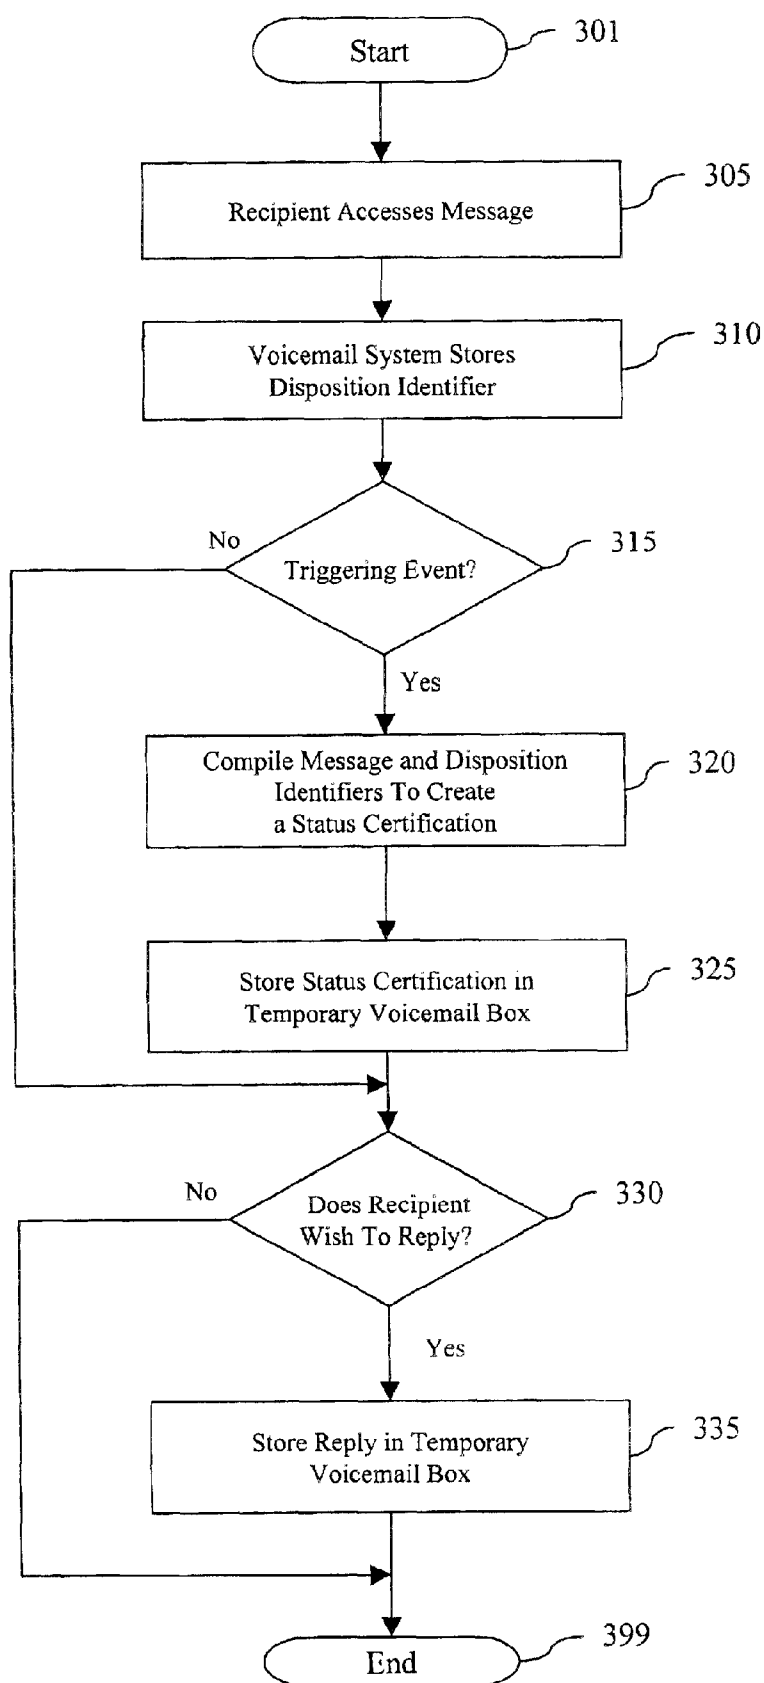 Start
301
Recipient Accesses Message
305
Voicemail System Stores
Disposition Identifier
310
No
Triggering Event?
315
Yes
Compile Message and Disposition
Identifiers To Create
a Status Certification
320
Store Status Certification in
Temporary Voicemail Box
325
No
Does Recipient
Wish To Reply?
330
Yes
Store Reply in Temporary
Voicemail Box
335
End
399